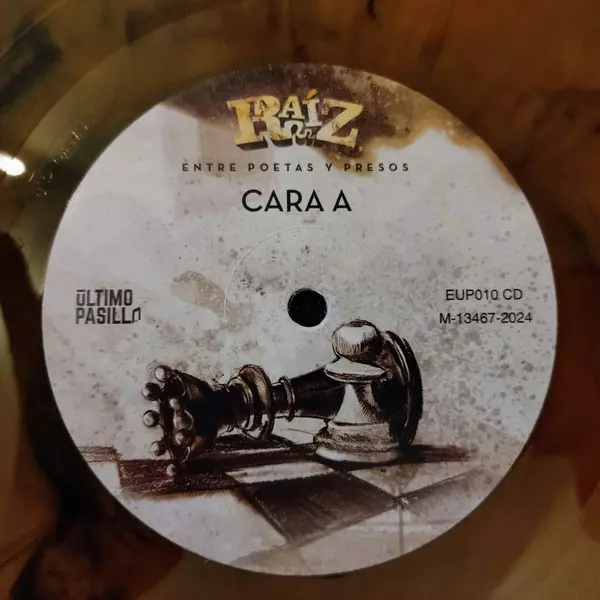 RAÍZ
ENTRE POETAS Y PRESOS
CARA A
ÚLTIMO
PASILLO
EUP010 CD
M-13467-2024